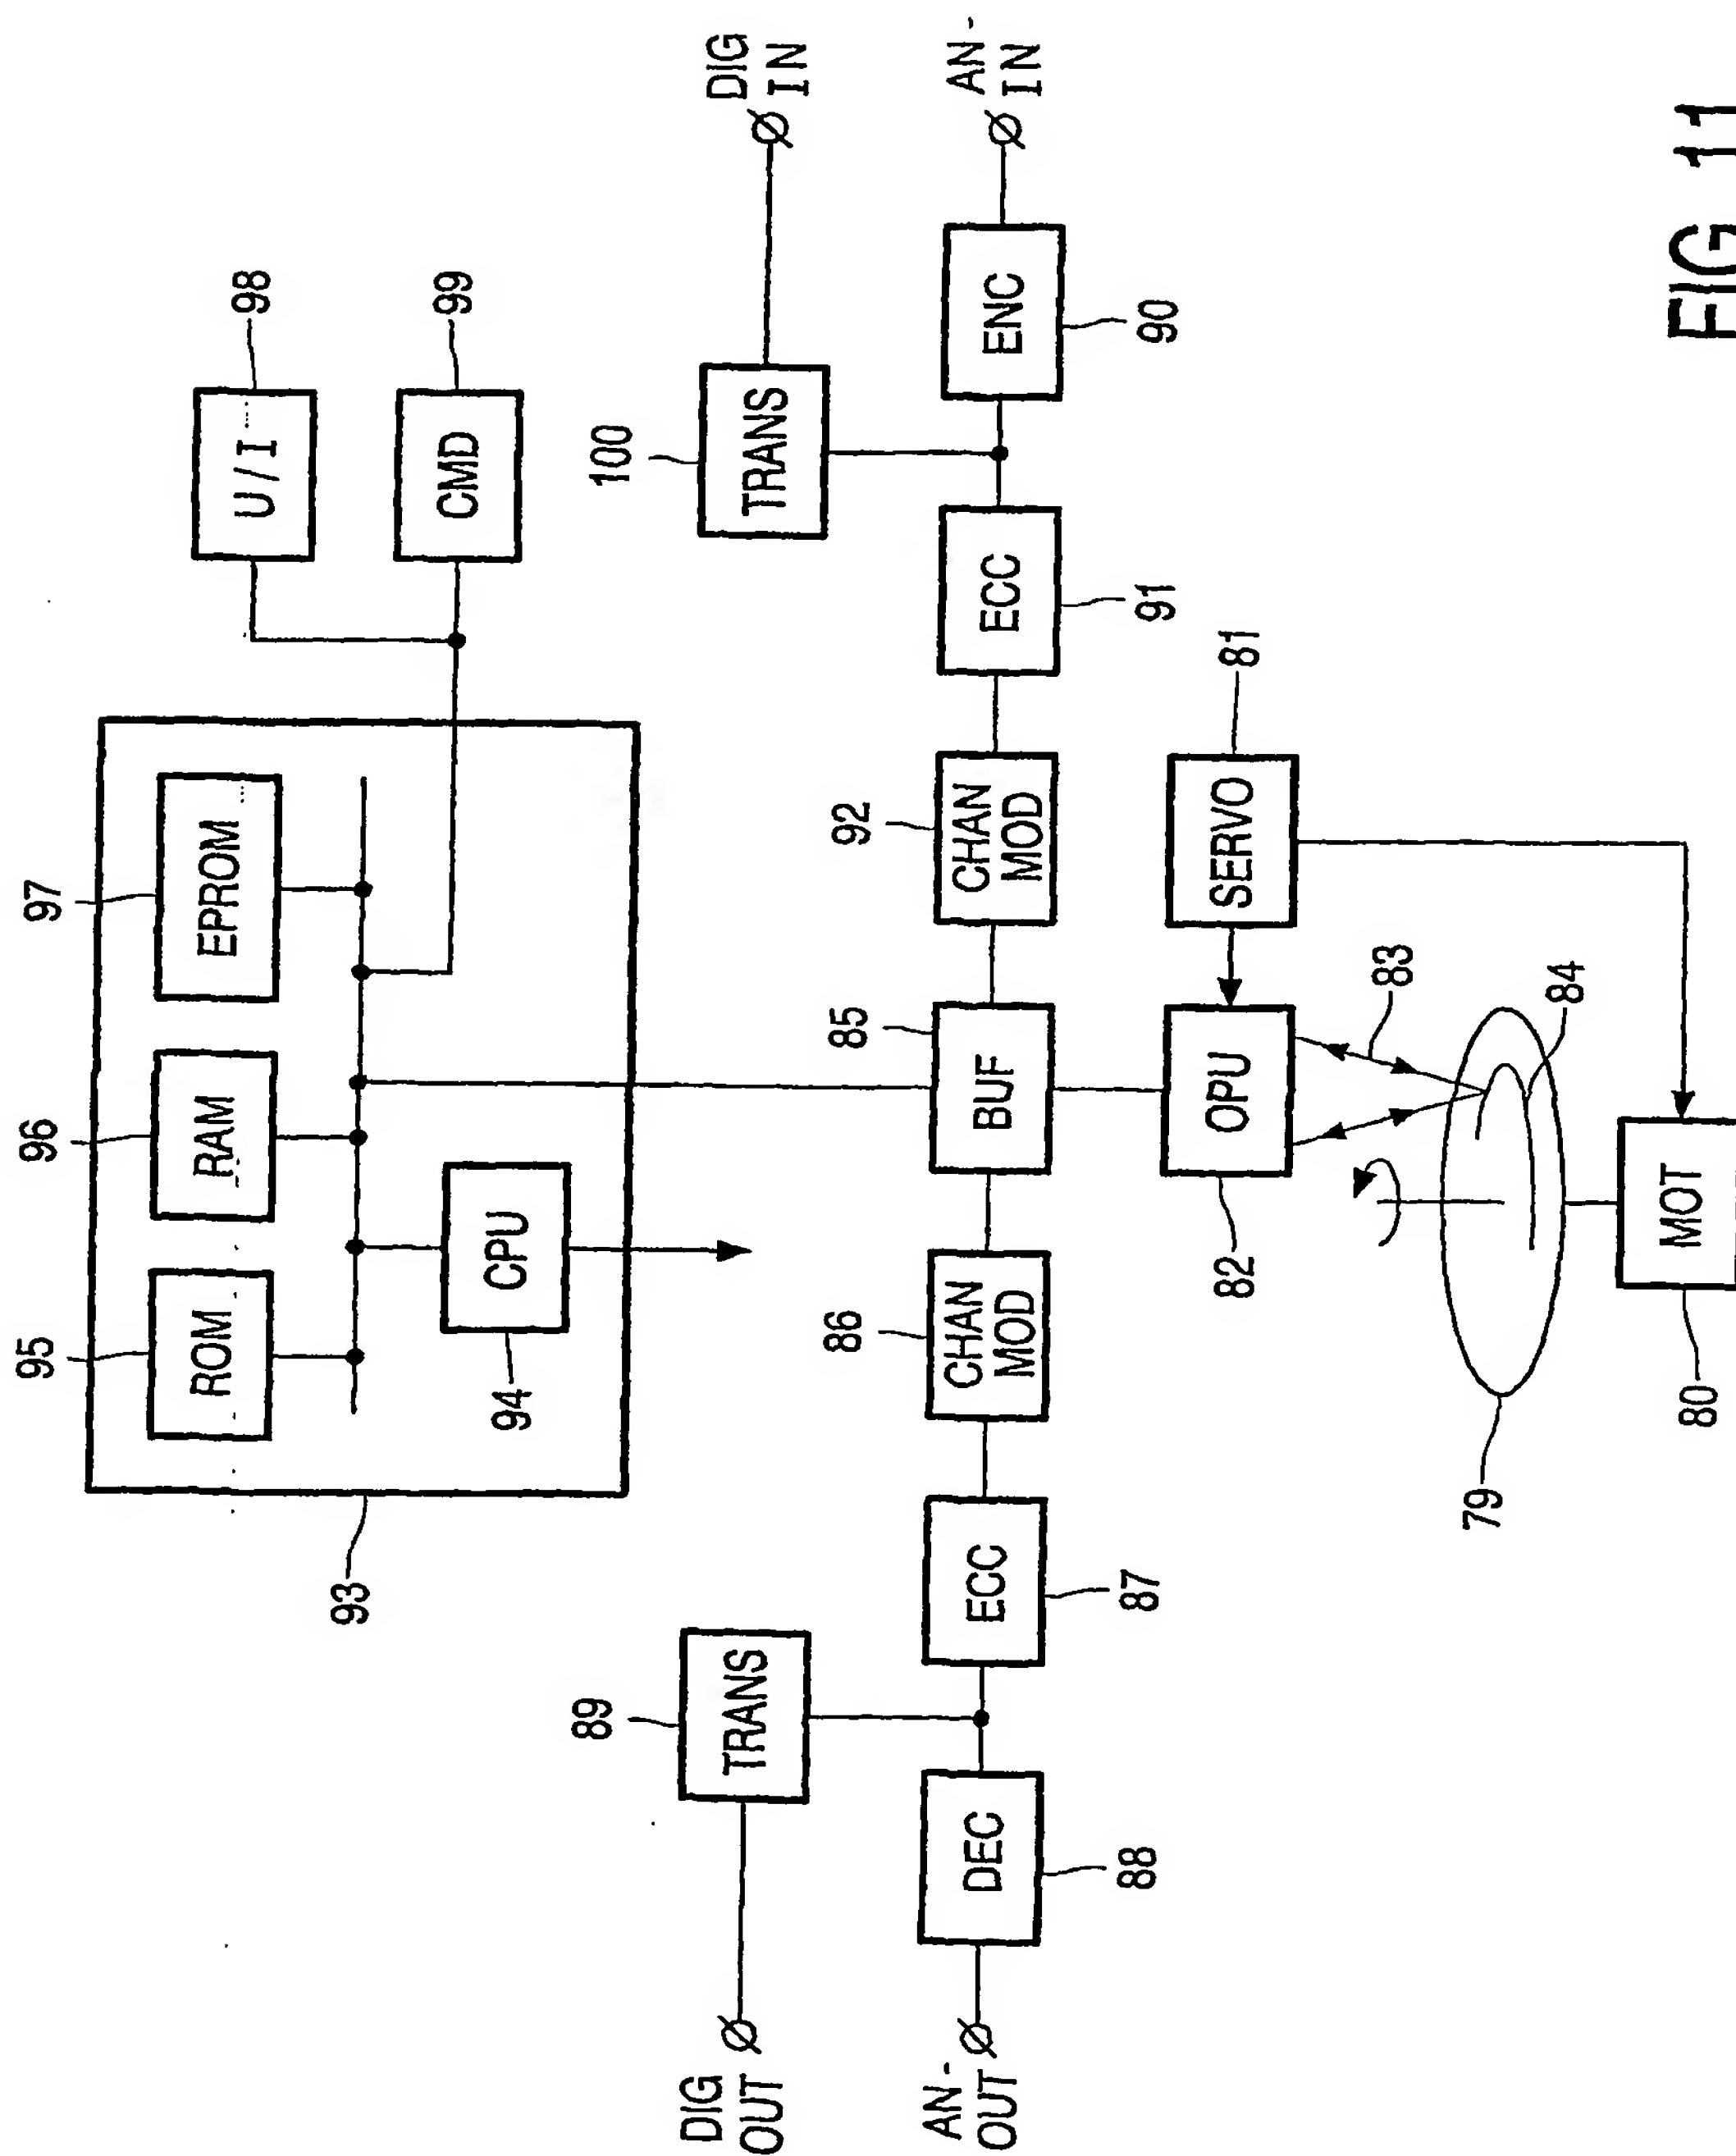 93
95
ROM
96
RAM
97
EPROM
94
CPU
98
U/I
99
CMD
DIG
OUT
89
TRANS
100
TRANS
DIG
IN
AN-
OUT
DEC
88
ECC
87
86
CHAN
MOD
85
BUF
92
CHAN
MOD
ECC
91
ENC
90
AN-
IN
82
OPU
SERVO
81
83
84
79
80
MOT
FIG 11